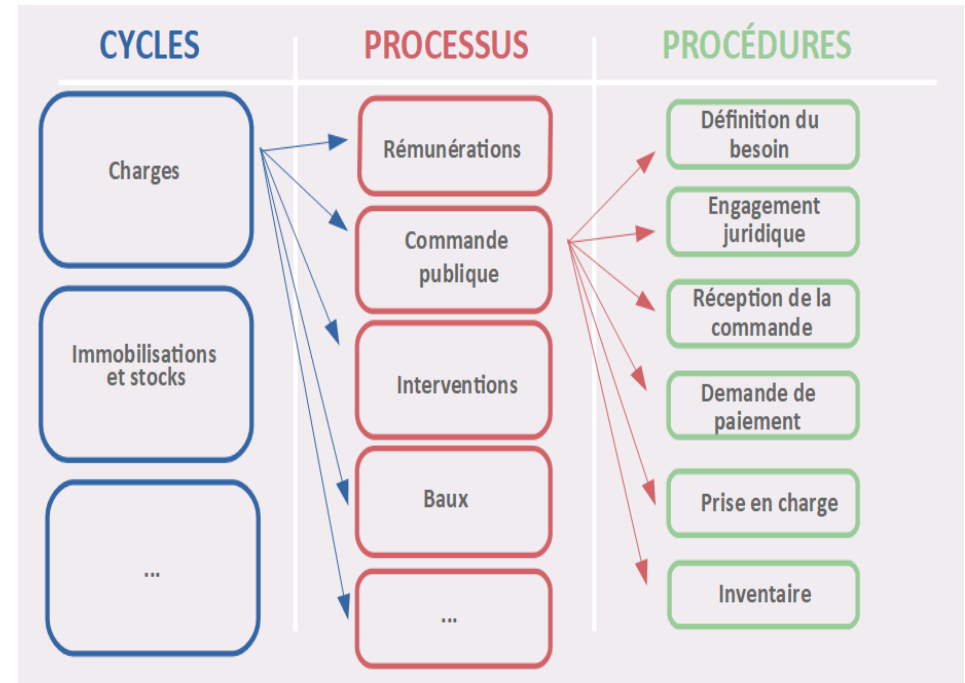 CYCLES
PROCESSUS
PROCÉDURES
Charges
Immobilisations
et stocks
...
Rémunérations
Commande
publique
Interventions
Baux
...
Définition du
besoin
Engagement
juridique
Réception de la
commande
Demande de
paiement
Prise en charge
Inventaire